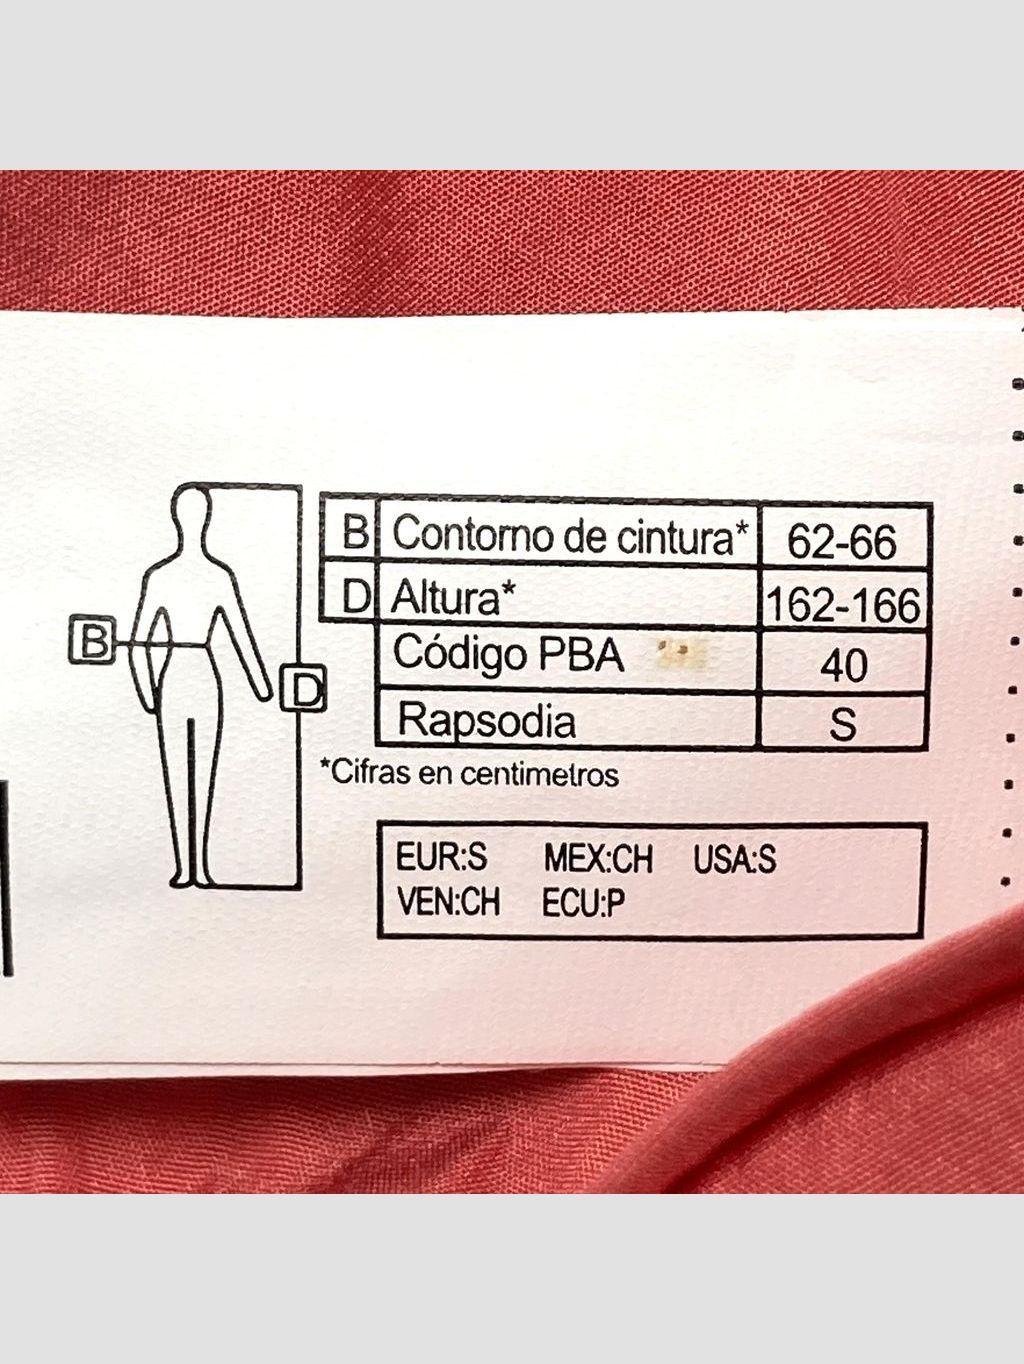 B Contorno de cintura* 62-66
D Altura* 162-166
Código PBA 40
Rapsodia S
B
D
*Cifras en centimetros
EUR:S MEX:CH USA:S
VEN:CH ECU:P